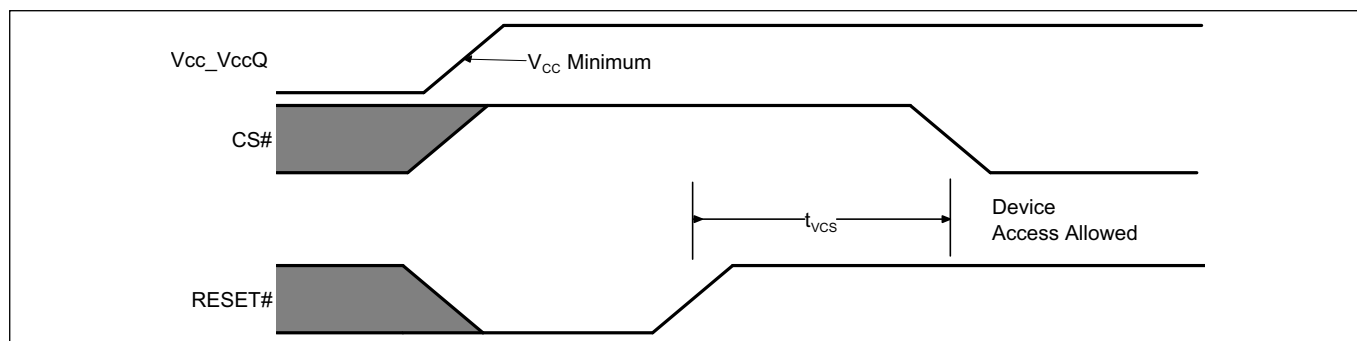 Vcc_VccQ
VCC Minimum
CS#
tVCS
Device
Access Allowed
RESET#